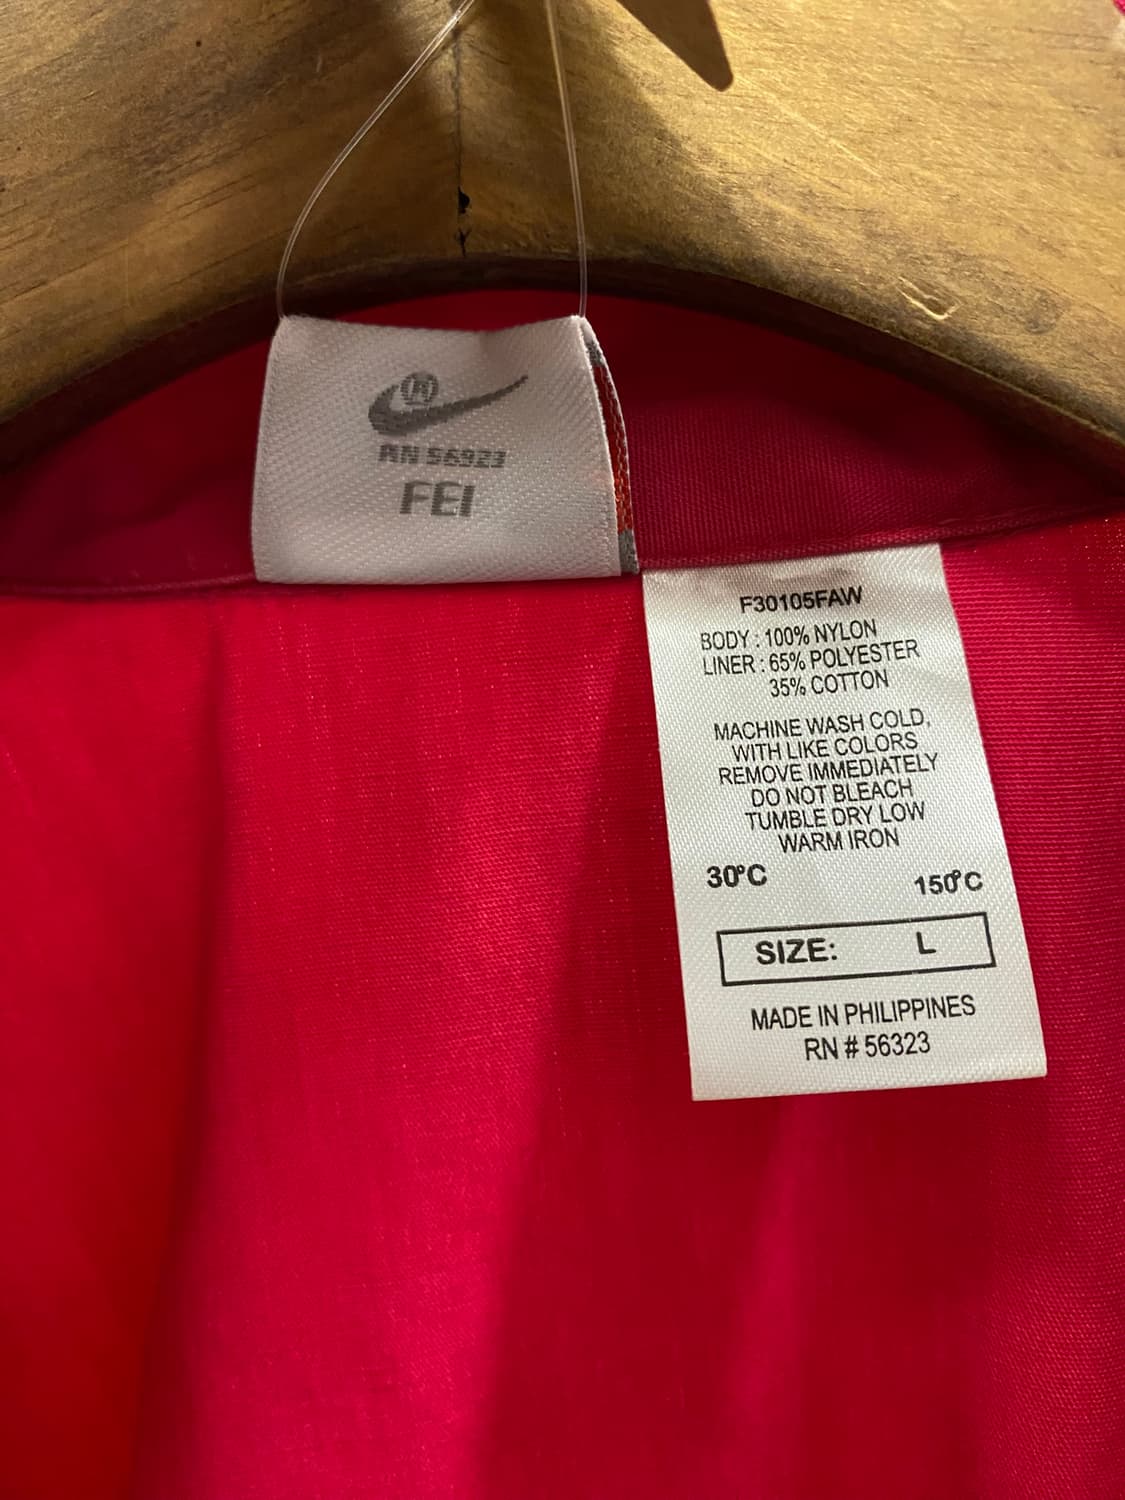 RN 56923
FEI
F30105FAW
BODY : 100% NYLON
LINER : 65% POLYESTER
35% COTTON
MACHINE WASH COLD,
WITH LIKE COLORS
REMOVE IMMEDIATELY
DO NOT BLEACH
TUMBLE DRY LOW
WARM IRON
30°C 150°C
SIZE: L
MADE IN PHILIPPINES
RN # 56323